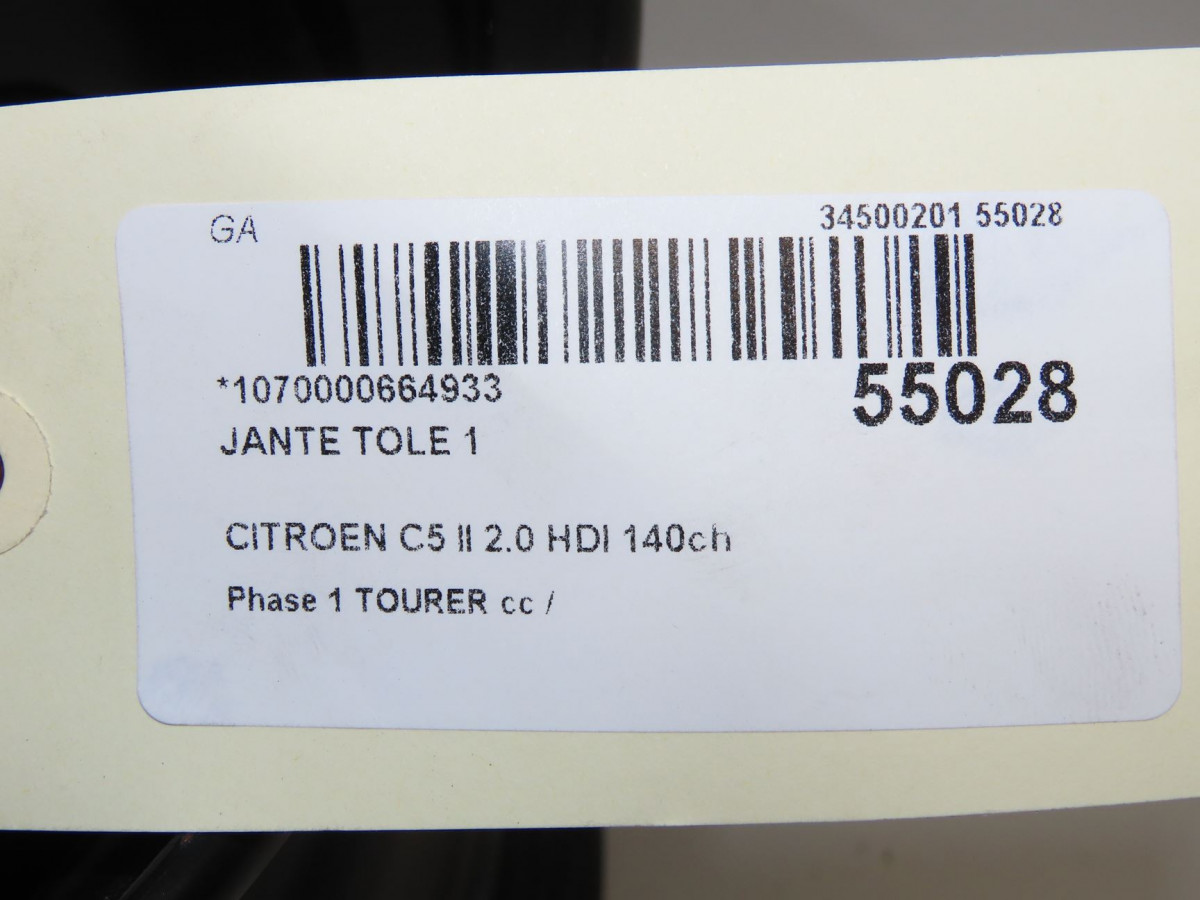 GA 34500201 55028
*1070000664933
55028
JANTE TOLE 1
CITROEN C5 II 2.0 HDI 140ch
Phase 1 TOURER cc /